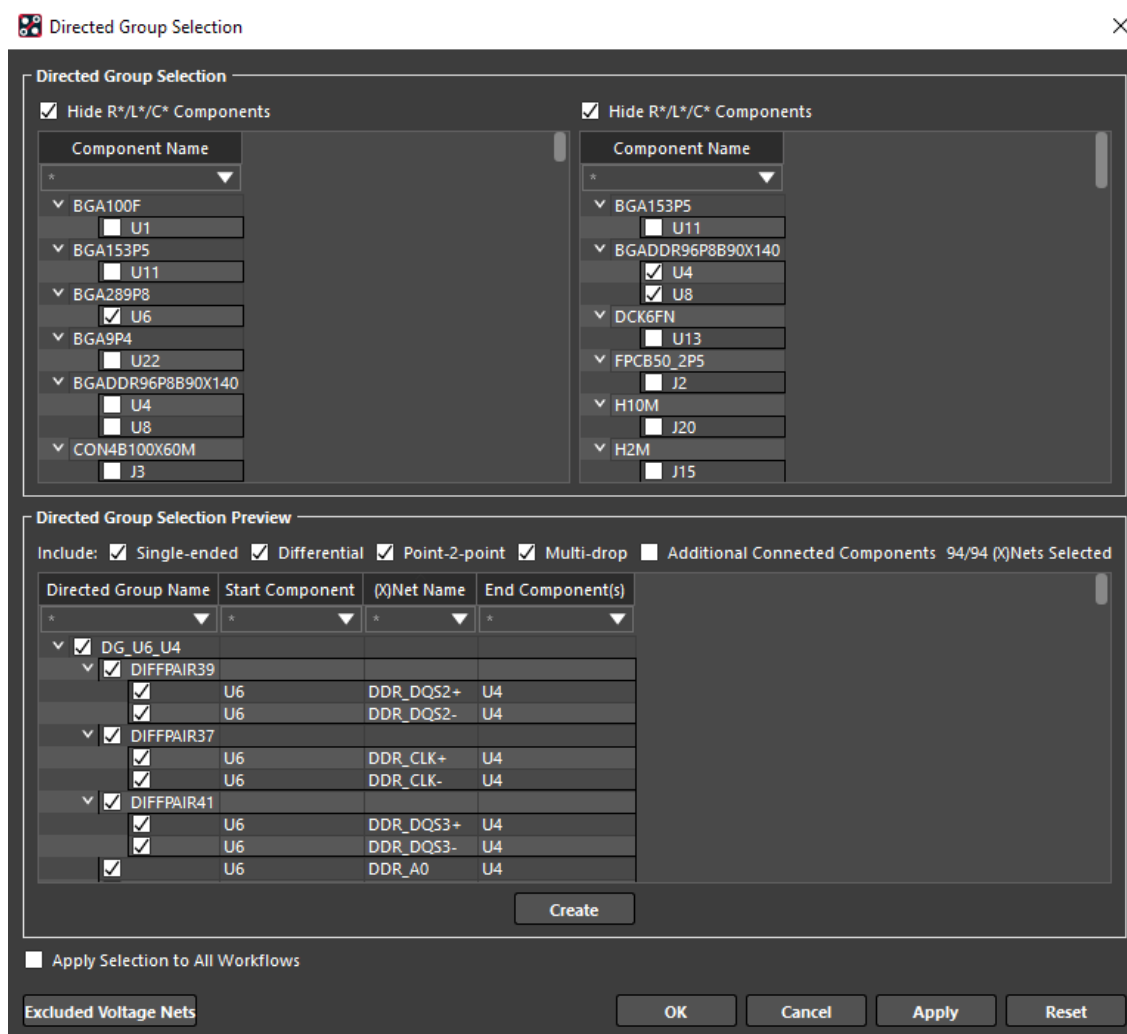 Directed Group Selection
Directed Group Selection
Hide R*/L*/C* Components
Component Name
*
BGA100F
U1
BGA153P5
U11
BGA289P8
U6
BGA9P4
U22
BGADDR96P8B90X140
U4
U8
CON4B100X60M
J3
Hide R*/L*/C* Components
Component Name
*
BGA153P5
U11
BGADDR96P8B90X140
U4
U8
DCK6FN
U13
FPCB50_2P5
J2
H10M
J20
H2M
J15
Directed Group Selection Preview
Include: Single-ended Differential Point-2-point Multi-drop Additional Connected Components 94/94 (X)Nets Selected
Directed Group Name Start Component (X)Net Name End Component(s)
* * * *
DG_U6_U4
DIFFPAIR39
U6 DDR_DQS2+ U4
U6 DDR_DQS2- U4
DIFFPAIR37
U6 DDR_CLK+ U4
U6 DDR_CLK- U4
DIFFPAIR41
U6 DDR_DQS3+ U4
U6 DDR_DQS3- U4
U6 DDR_A0 U4
Create
Apply Selection to All Workflows
Excluded Voltage Nets OK Cancel Apply Reset